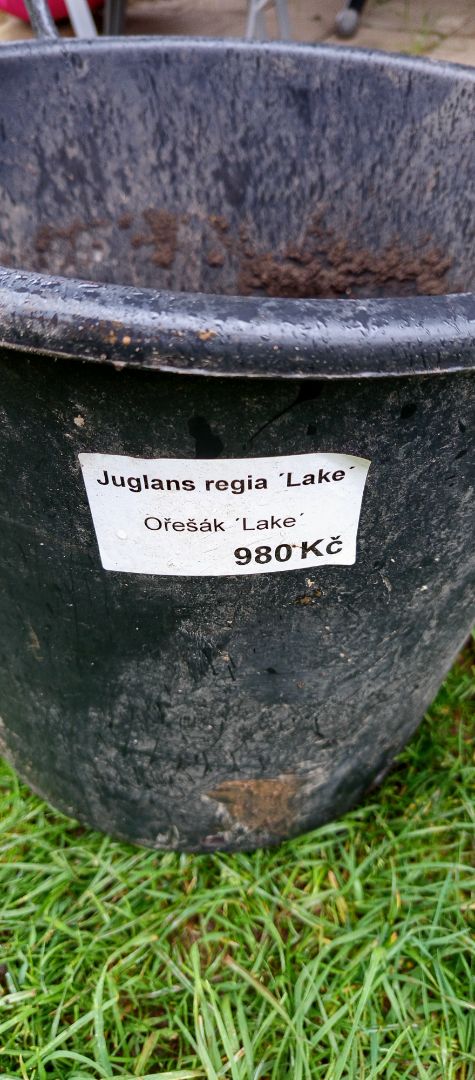 Juglans regia ´Lake´
Ořešák ´Lake´
980 Kč